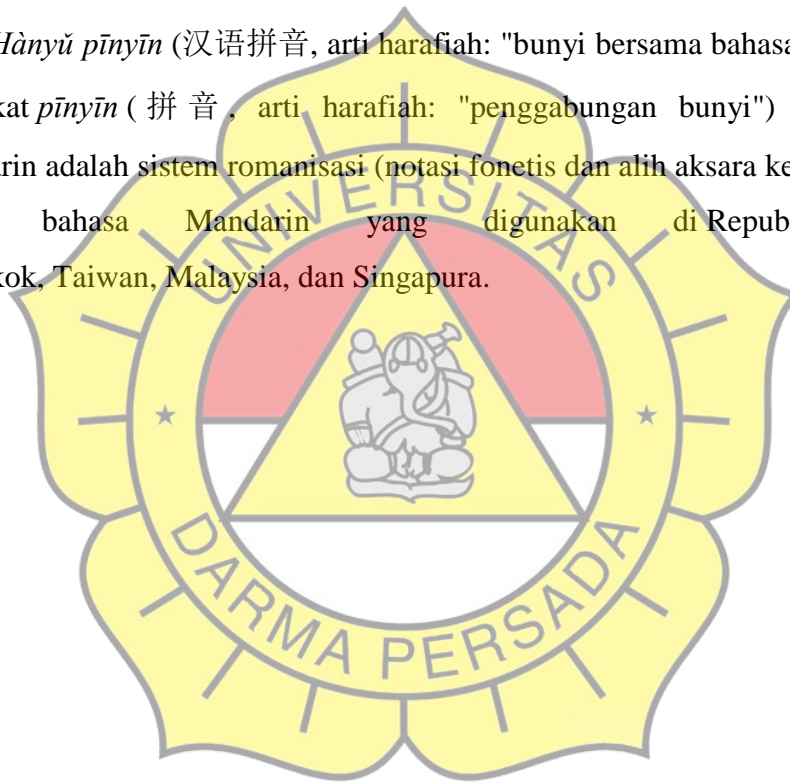 Hànyǔ pīnyīn (汉语拼音, arti harafiah: "bunyi bersama bahasa
kat pīnyīn ( 拼 音 , arti harafiah: "penggabungan bunyi")
rin adalah sistem romanisasi (notasi fonetis dan alih aksara ke
bahasa Mandarin yang digunakan di Repub
kok, Taiwan, Malaysia, dan Singapura.
UNIVERSITAS
DARMA PERSADA